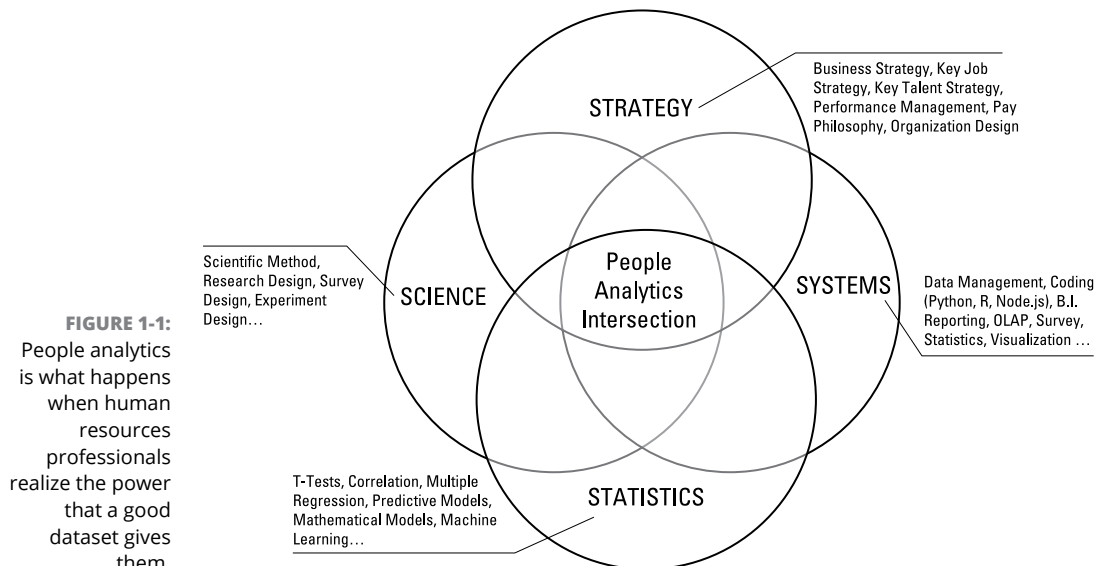 Business Strategy, Key Job
Strategy, Key Talent Strategy,
Performance Management, Pay
Philosophy, Organization Design
STRATEGY
Scientific Method,
Research Design, Survey
Design, Experiment
Design…
SCIENCE
People
Analytics
Intersection
SYSTEMS
Data Management, Coding
(Python, R, Node.js), B.I.
Reporting, OLAP, Survey,
Statistics, Visualization …
T-Tests, Correlation, Multiple
Regression, Predictive Models,
Mathematical Models, Machine
Learning…
STATISTICS
FIGURE 1-1:
People analytics
is what happens
when human
resources
professionals
realize the power
that a good
dataset gives
them.